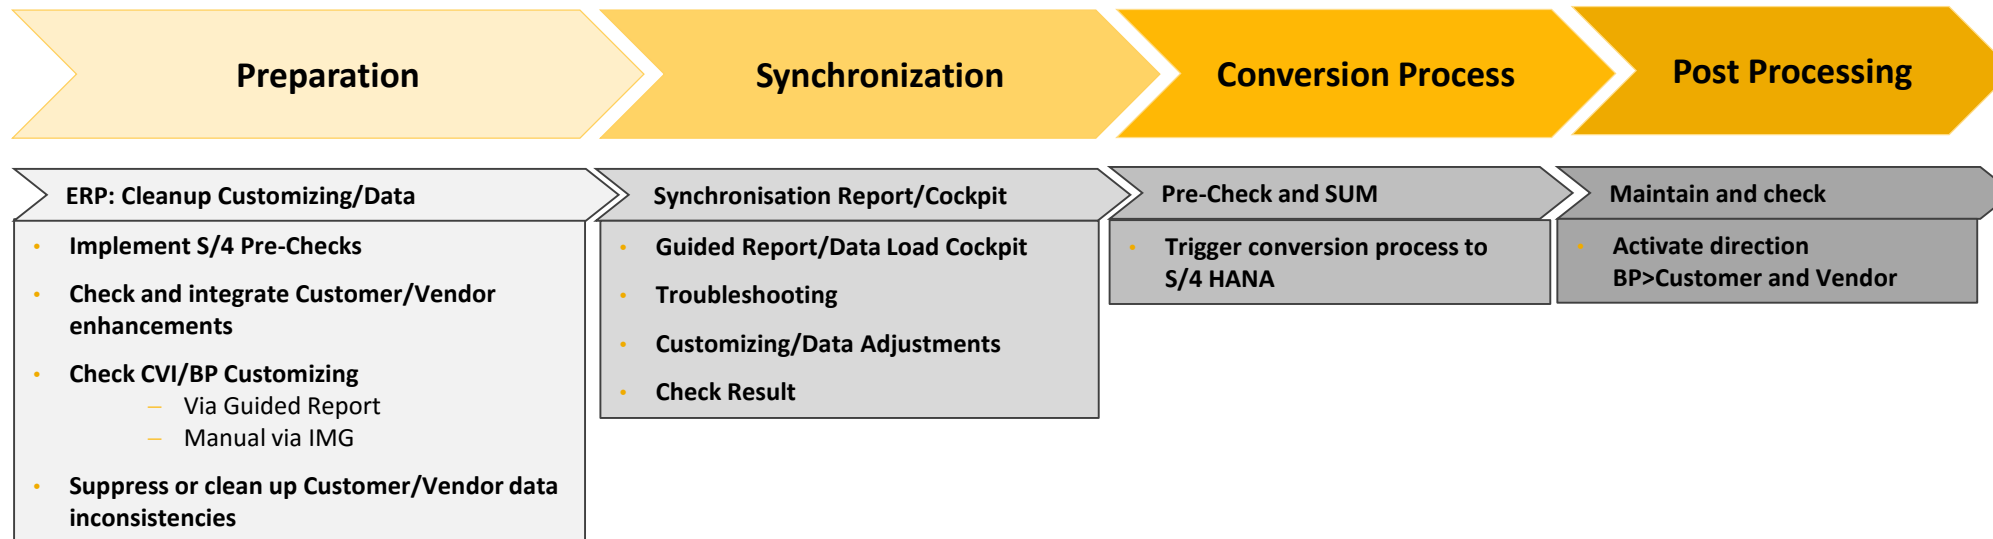 Preparation
Synchronization
Conversion Process
Post Processing
ERP: Cleanup Customizing/Data
• Implement S/4 Pre-Checks
• Check and integrate Customer/Vendor
enhancements
• Check CVI/BP Customizing
– Via Guided Report
– Manual via IMG
• Suppress or clean up Customer/Vendor data
inconsistencies
Synchronisation Report/Cockpit
• Guided Report/Data Load Cockpit
• Troubleshooting
• Customizing/Data Adjustments
• Check Result
Pre-Check and SUM
• Trigger conversion process to
S/4 HANA
Maintain and check
• Activate direction
BP>Customer and Vendor